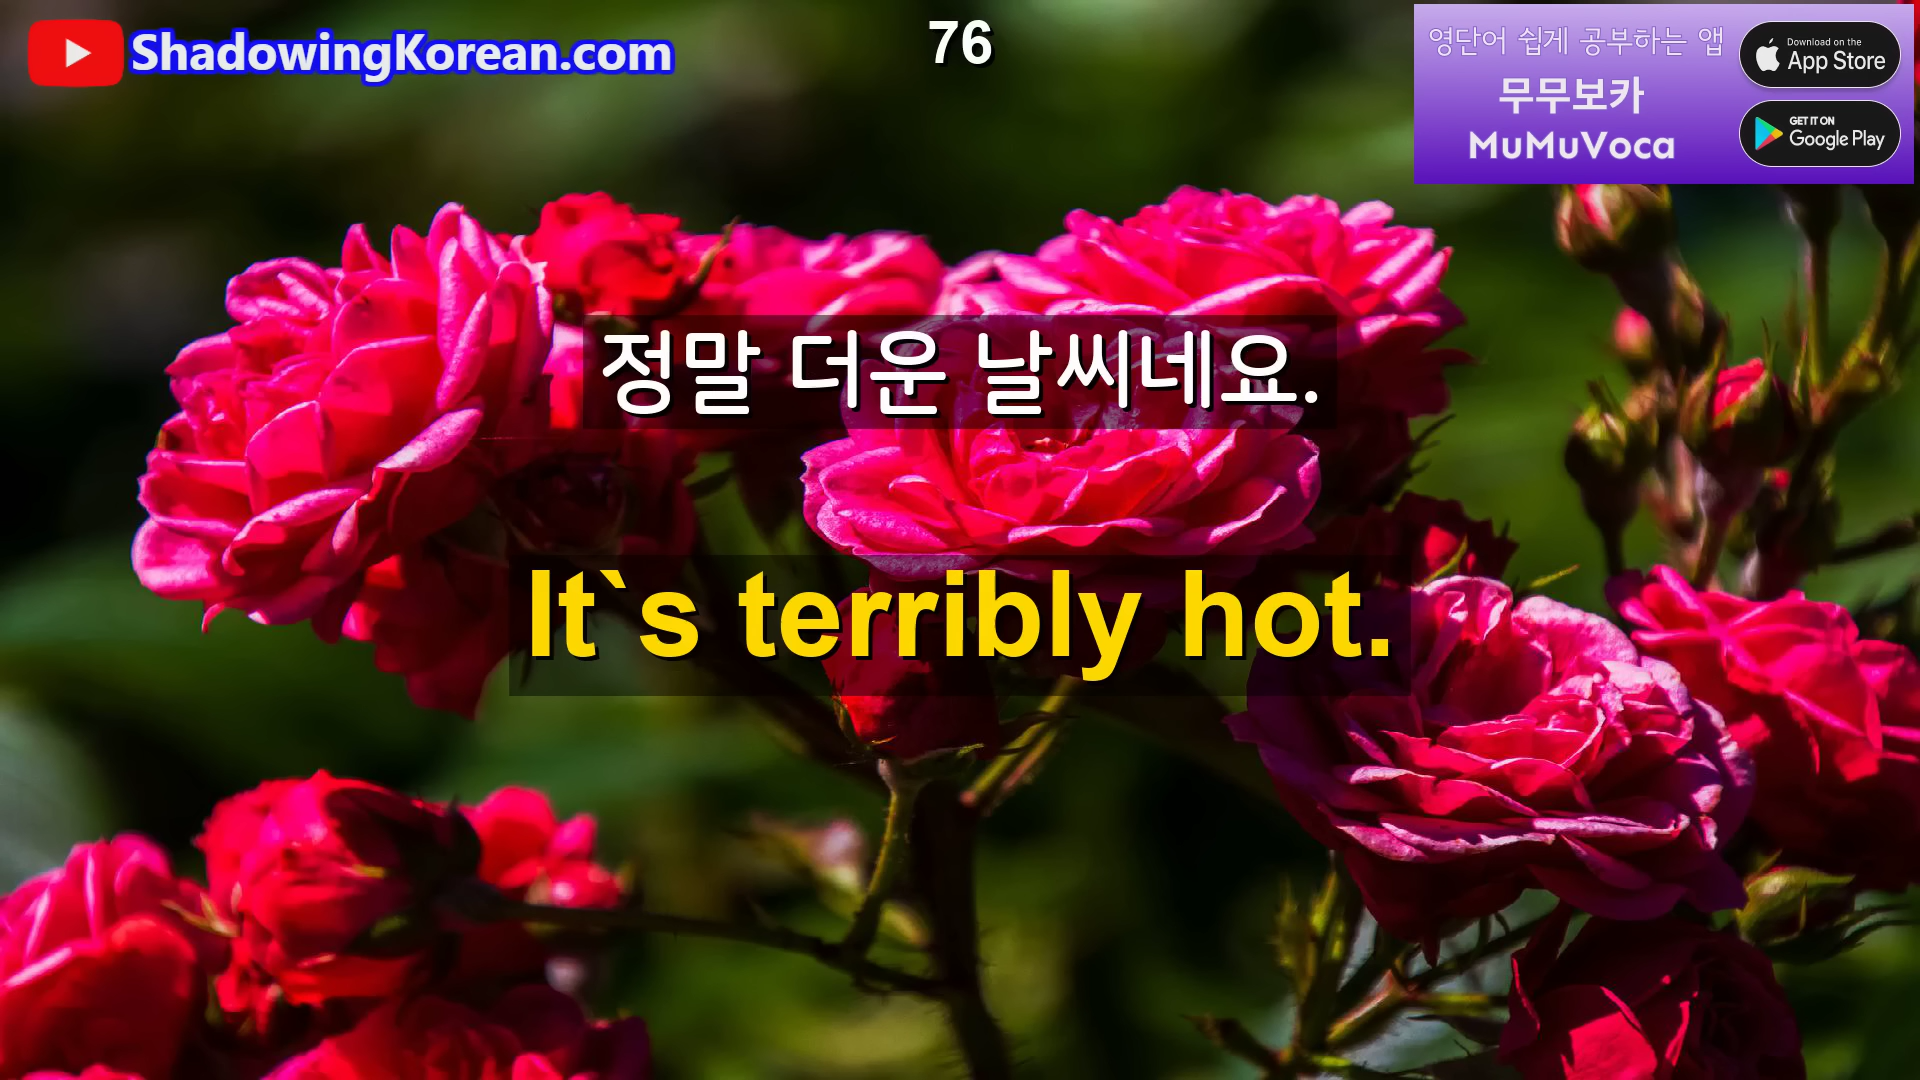 ShadowingKorean.com
76
영단어 쉽게 공부하는 앱
무무보카
MuMuVoca
Download on the
App Store
GET IT ON
Google Play
정말 더운 날씨네요.
It`s terribly hot.